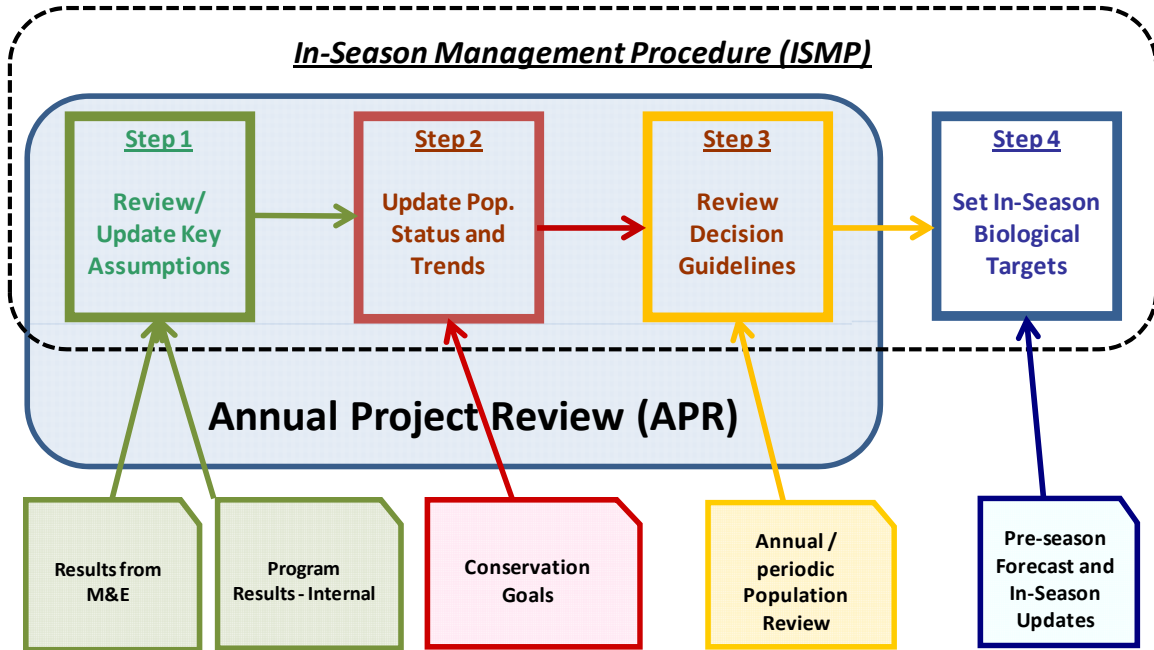 In-Season Management Procedure (ISMP)
Step 1
Review/
Update Key
Assumptions
Step 2
Update Pop.
Status and
Trends
Step 3
Review
Decision
Guidelines
Step 4
Set In-Season
Biological
Targets
Annual Project Review (APR)
Results from
M&E
Program
Results - Internal
Conservation
Goals
Annual /
periodic
Population
Review
Pre-season
Forecast and
In-Season
Updates